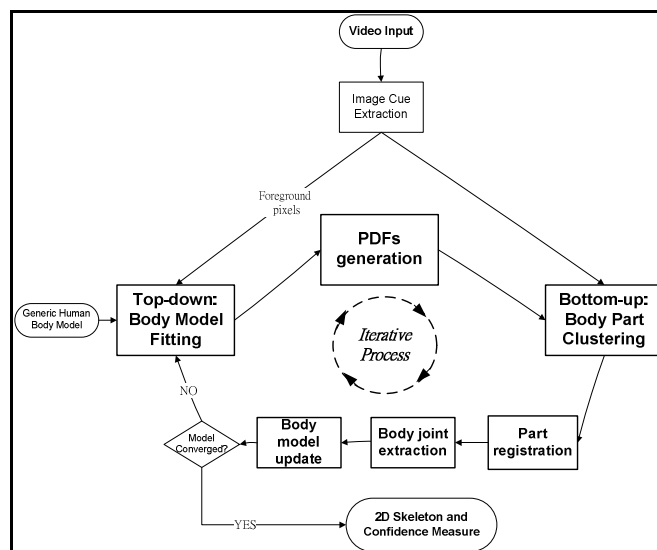 Video Input
Image Cue
Extraction
Foreground
pixels
PDFs
generation
Generic Human
Body Model
Top-down:
Body Model
Fitting
Bottom-up:
Body Part
Clustering
Iterative
Process
NO
Model
Converged?
Body
model
update
Body joint
extraction
Part
registration
YES
2D Skeleton and
Confidence Measure